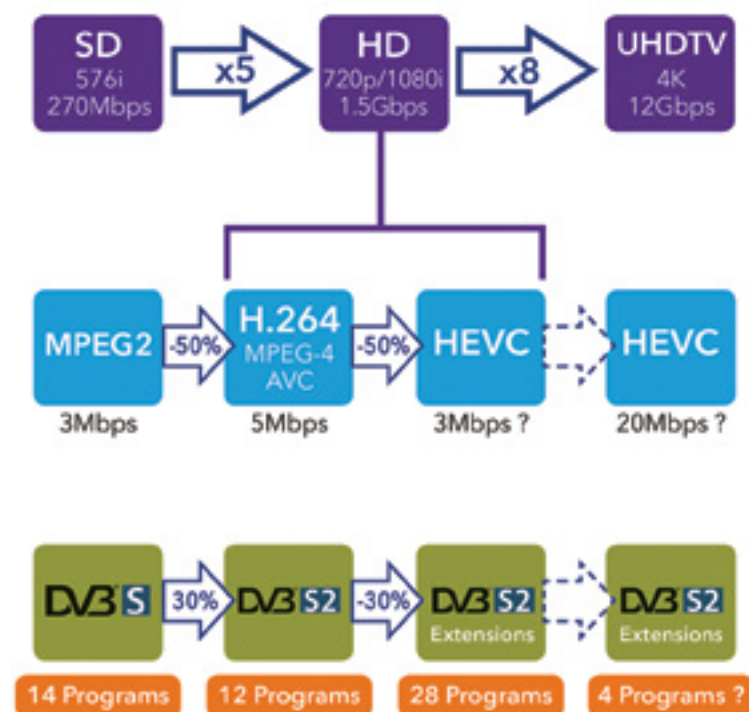 SD
576i
270Mbps
x5
HD
720p/1080i
1.5Gbps
x8
UHDTV
4K
12Gbps
MPEG2
-50%
H.264
MPEG-4
AVC
-50%
HEVC
HEVC
3Mbps
5Mbps
3Mbps ?
20Mbps ?
DVB S
30%
DVB S2
-30%
DVB S2
Extensions
DVB S2
Extensions
14 Programs
12 Programs
28 Programs
4 Programs ?